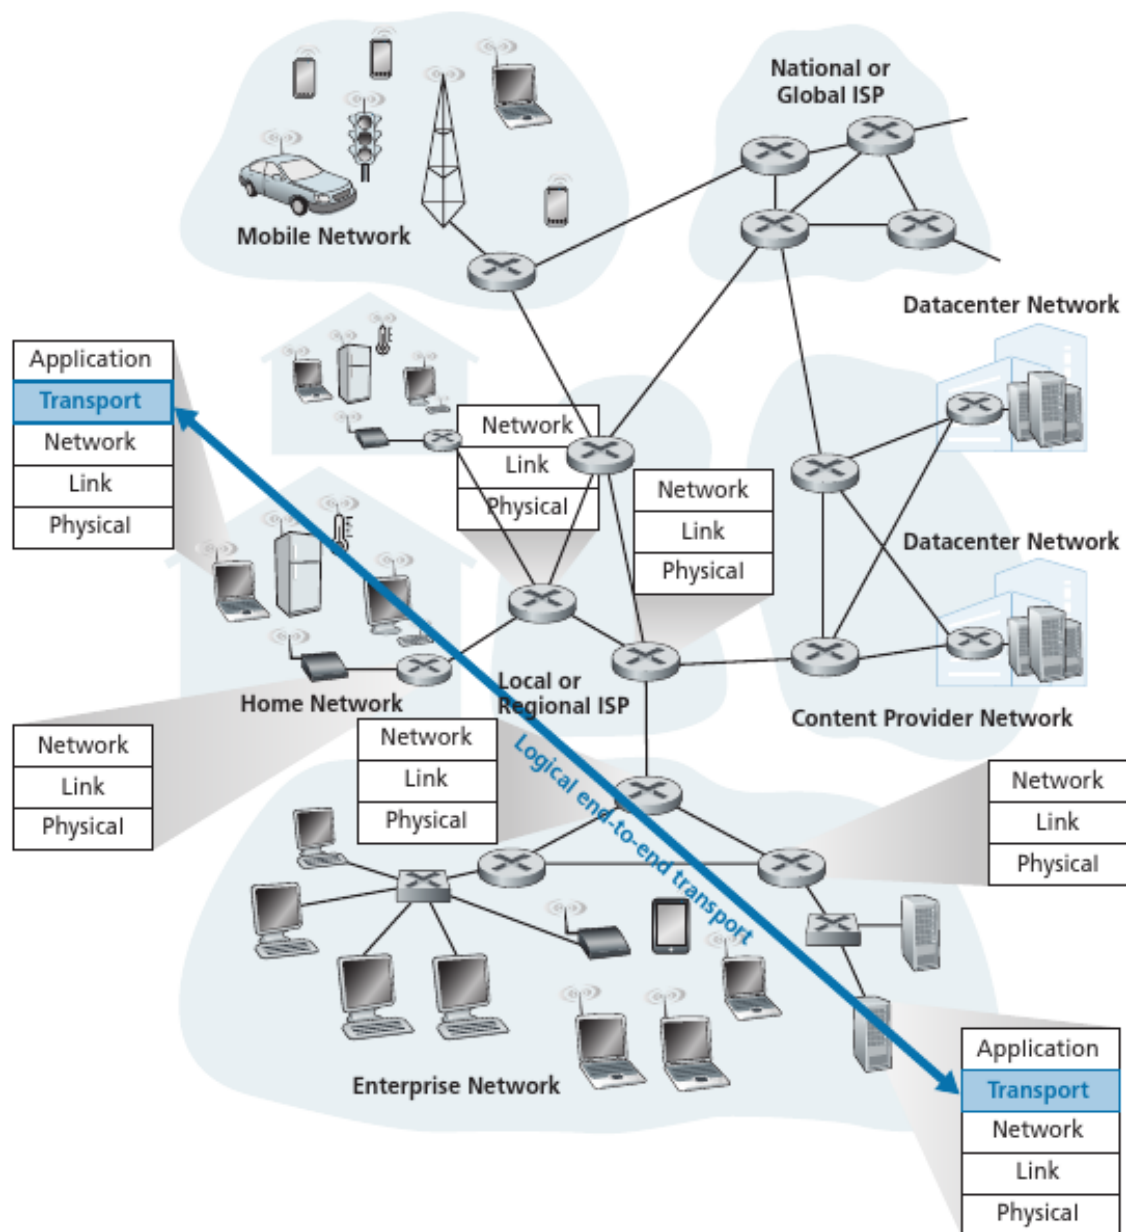 National or
Global ISP
Mobile Network
Datacenter Network
Application
Transport
Network
Link
Physical
Network
Link
Physical
Network
Link
Physical
Datacenter Network
Home Network
Local or
Regional ISP
Content Provider Network
Network
Link
Physical
Network
Link
Physical
Logical end-to-end transport
Network
Link
Physical
Enterprise Network
Application
Transport
Network
Link
Physical